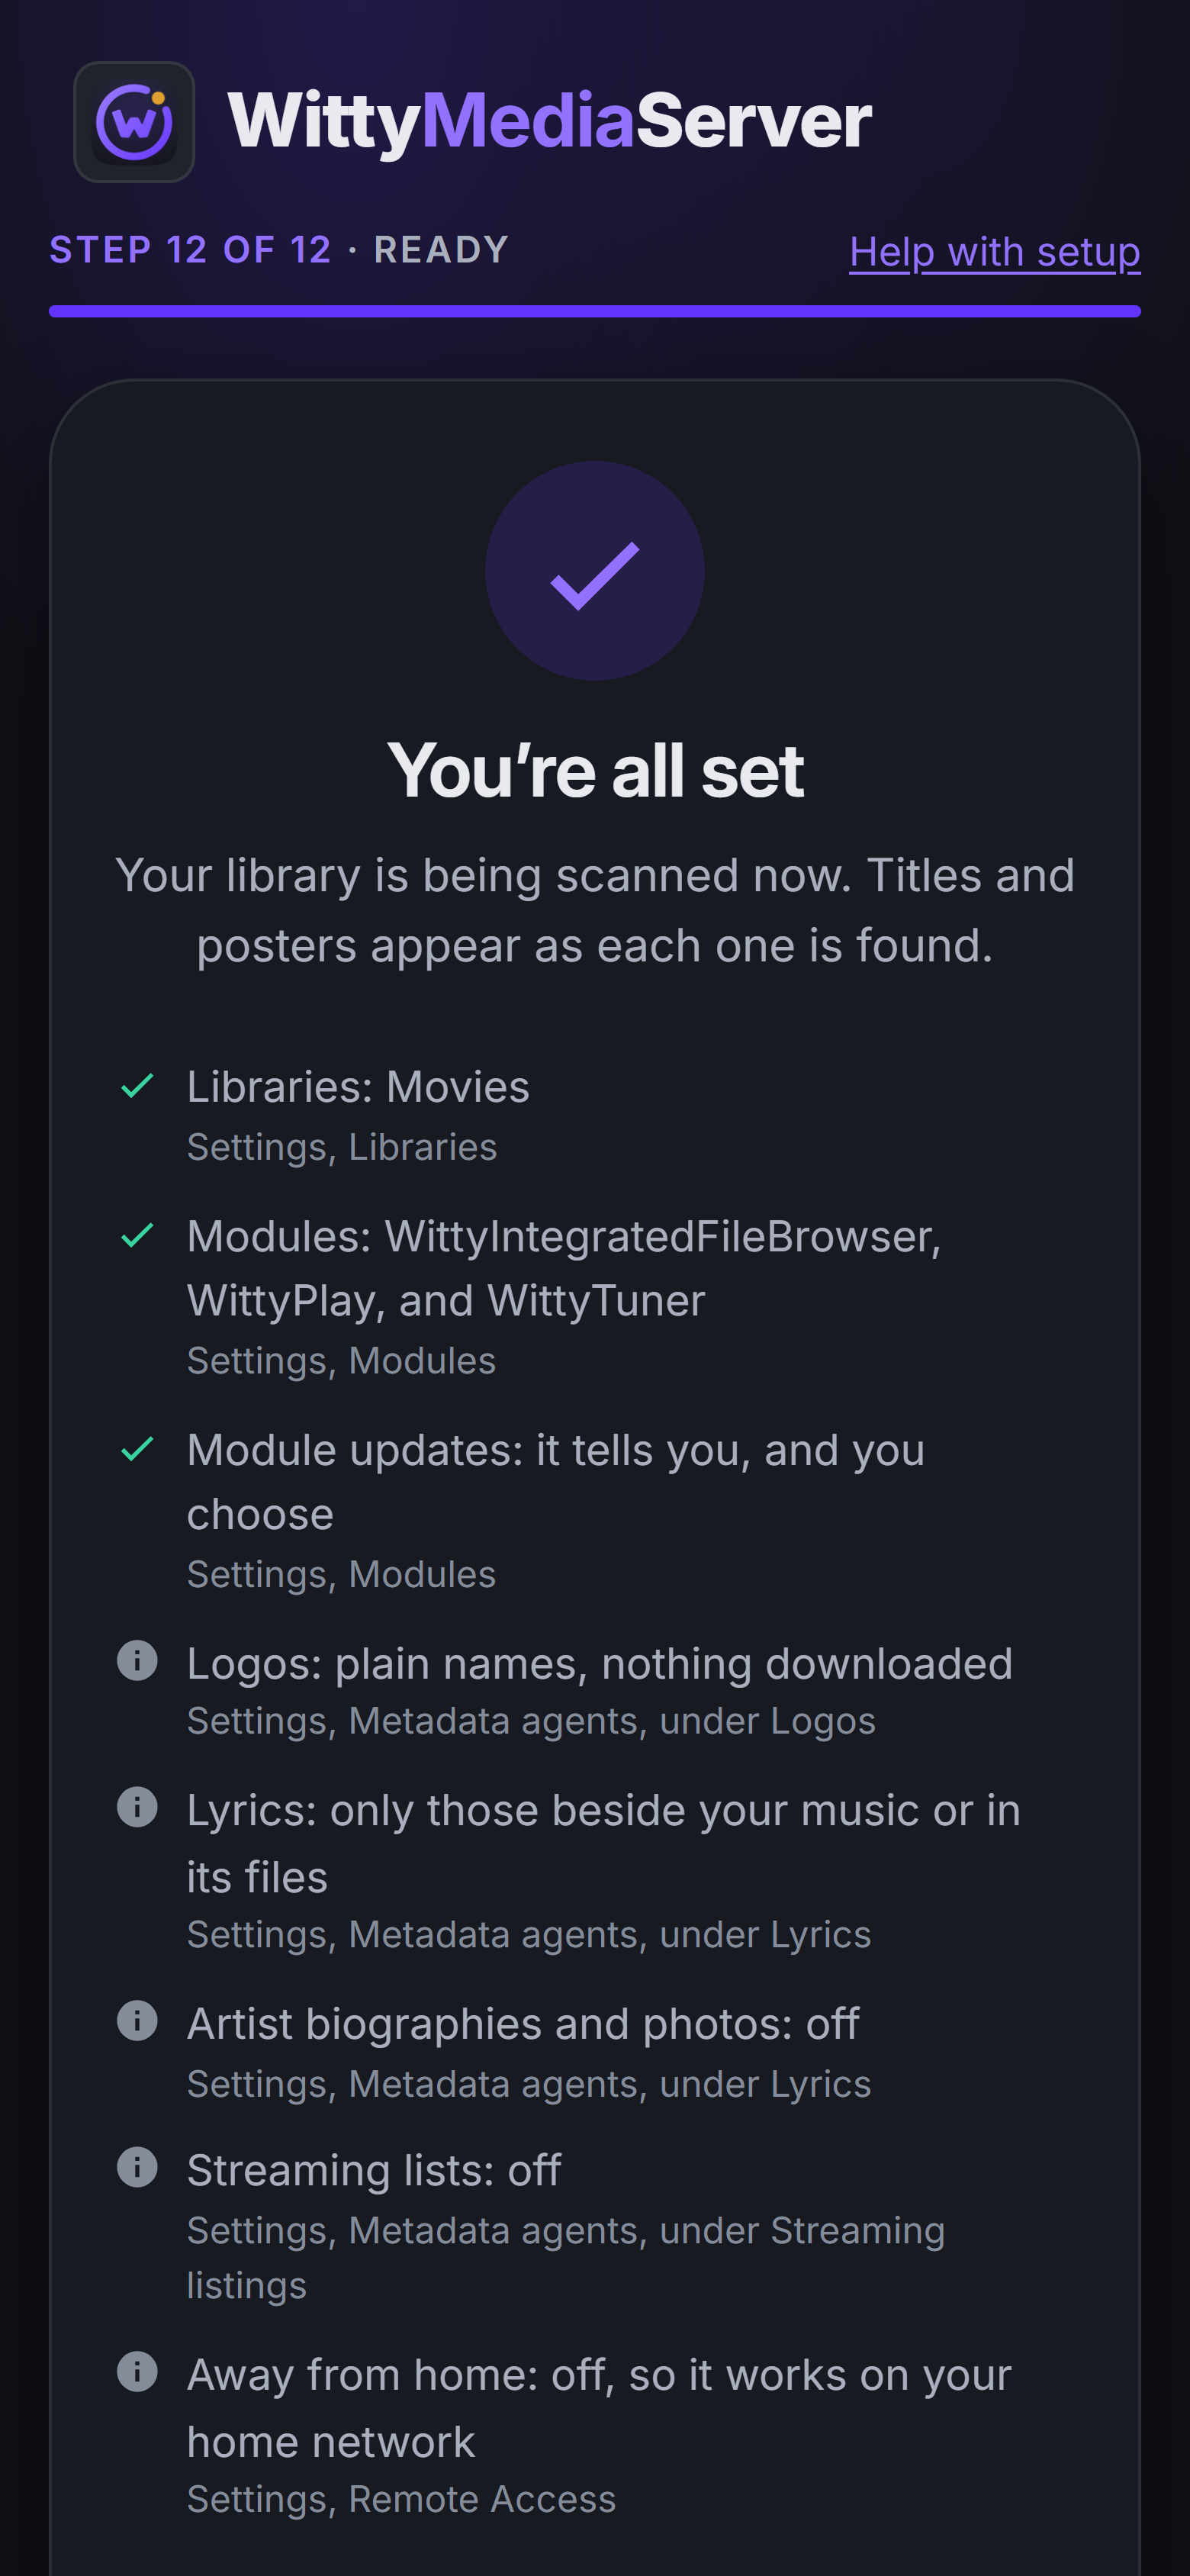 WittyMediaServer
STEP 12 OF 12 · READY
Help with setup
You’re all set
Your library is being scanned now. Titles and
posters appear as each one is found.
Libraries: Movies
Settings, Libraries
Modules: WittyIntegratedFileBrowser,
WittyPlay, and WittyTuner
Settings, Modules
Module updates: it tells you, and you
choose
Settings, Modules
Logos: plain names, nothing downloaded
Settings, Metadata agents, under Logos
Lyrics: only those beside your music or in
its files
Settings, Metadata agents, under Lyrics
Artist biographies and photos: off
Settings, Metadata agents, under Lyrics
Streaming lists: off
Settings, Metadata agents, under Streaming
listings
Away from home: off, so it works on your
home network
Settings, Remote Access